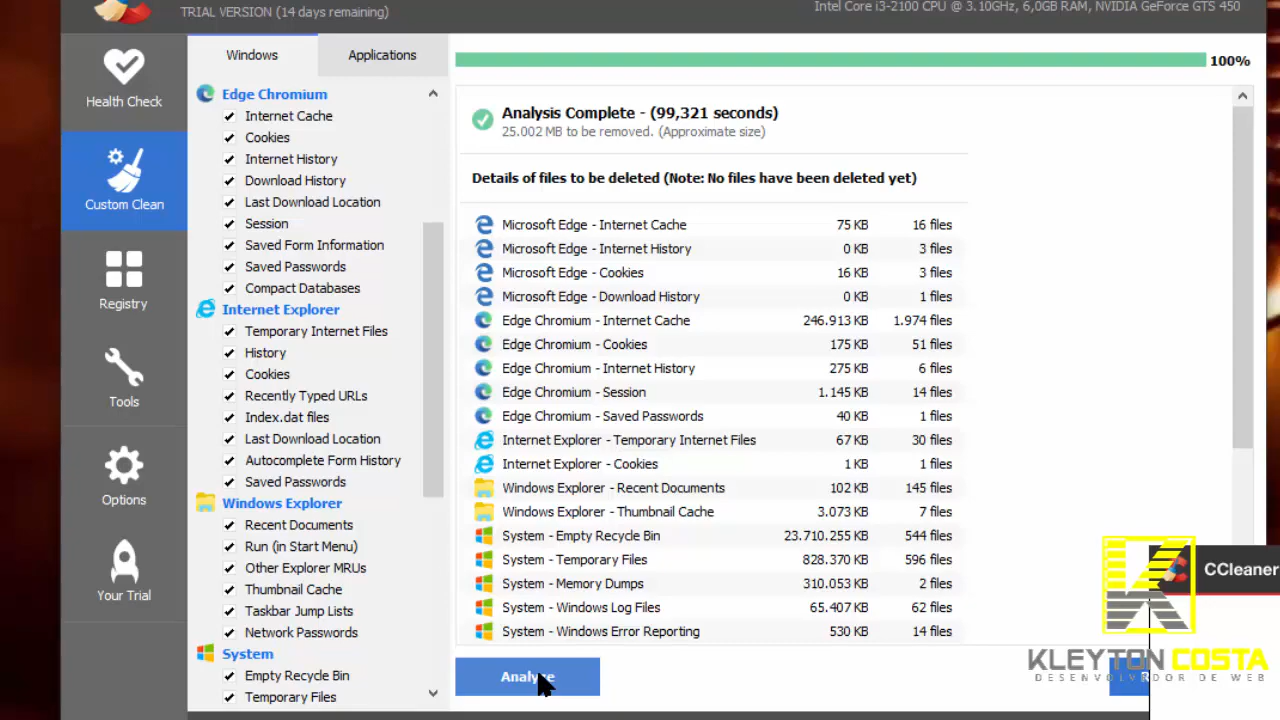 TRIAL VERSION (14 days remaining)
Intel Core i3-2100 CPU @ 3.10GHz, 6,0GB RAM, NVIDIA GeForce GTS 450
Health Check
Custom Clean
Registry
Tools
Options
Your Trial
Windows
Applications
Edge Chromium
Internet Cache
Cookies
Internet History
Download History
Last Download Location
Session
Saved Form Information
Saved Passwords
Compact Databases
Internet Explorer
Temporary Internet Files
History
Cookies
Recently Typed URLs
Index.dat files
Last Download Location
Autocomplete Form History
Saved Passwords
Windows Explorer
Recent Documents
Run (in Start Menu)
Other Explorer MRUs
Thumbnail Cache
Taskbar Jump Lists
Network Passwords
System
Empty Recycle Bin
Temporary Files
100%
Analysis Complete - (99,321 seconds)
25.002 MB to be removed. (Approximate size)
Details of files to be deleted (Note: No files have been deleted yet)
Microsoft Edge - Internet Cache 75 KB 16 files
Microsoft Edge - Internet History 0 KB 3 files
Microsoft Edge - Cookies 16 KB 3 files
Microsoft Edge - Download History 0 KB 1 files
Edge Chromium - Internet Cache 246.913 KB 1.974 files
Edge Chromium - Cookies 175 KB 51 files
Edge Chromium - Internet History 275 KB 6 files
Edge Chromium - Session 1.145 KB 14 files
Edge Chromium - Saved Passwords 40 KB 1 files
Internet Explorer - Temporary Internet Files 67 KB 30 files
Internet Explorer - Cookies 1 KB 1 files
Windows Explorer - Recent Documents 102 KB 145 files
Windows Explorer - Thumbnail Cache 3.073 KB 7 files
System - Empty Recycle Bin 23.710.255 KB 544 files
System - Temporary Files 828.370 KB 596 files
System - Memory Dumps 310.053 KB 2 files
System - Windows Log Files 65.407 KB 62 files
System - Windows Error Reporting 530 KB 14 files
Analyze
CCleaner
KLEYTON COSTA
DESENVOLVEDOR DE WEB